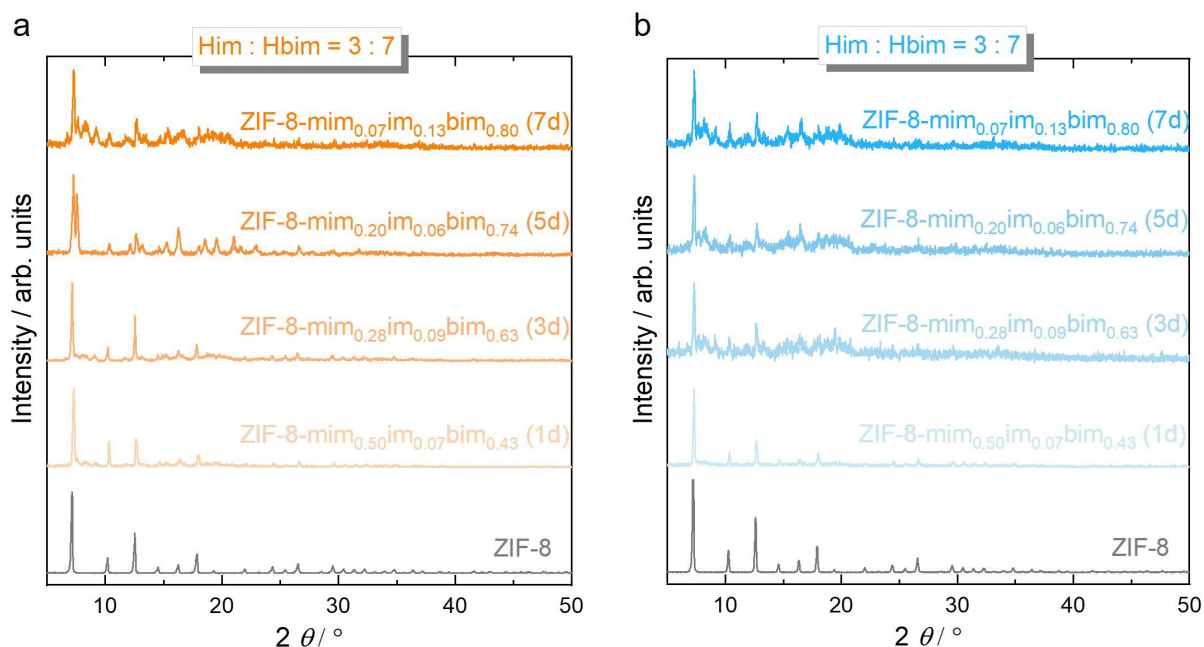 a
Him : Hbim = 3 : 7
ZIF-8-mim0.07im0.13bim0.80 (7d)
ZIF-8-mim0.20im0.06bim0.74 (5d)
ZIF-8-mim0.28im0.09bim0.63 (3d)
ZIF-8-mim0.50im0.07bim0.43 (1d)
ZIF-8
Intensity / arb. units
10 20 30 40 50
2 θ / °
b
Him : Hbim = 3 : 7
ZIF-8-mim0.07im0.13bim0.80 (7d)
ZIF-8-mim0.20im0.06bim0.74 (5d)
ZIF-8-mim0.28im0.09bim0.63 (3d)
ZIF-8-mim0.50im0.07bim0.43 (1d)
ZIF-8
Intensity / arb. units
10 20 30 40 50
2 θ / °